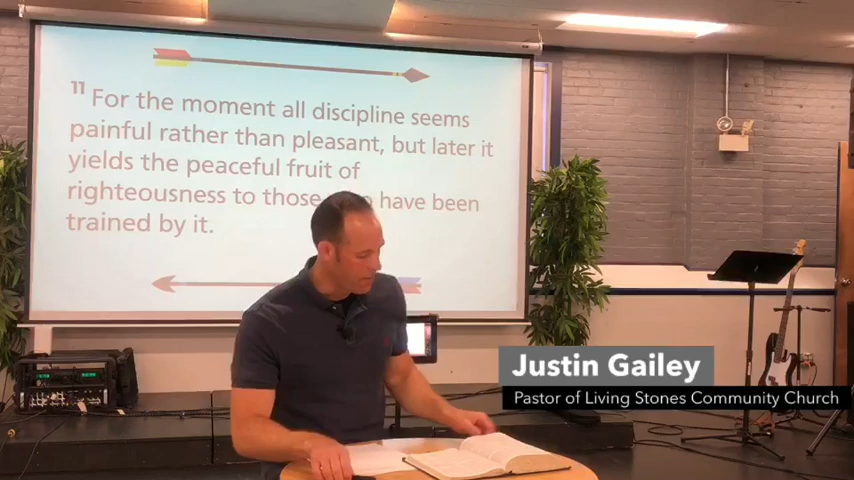 11 For the moment all discipline seems
painful rather than pleasant, but later it
yields the peaceful fruit of
righteousness to those have been
trained by it.
Justin Gailey
Pastor of Living Stones Community Church